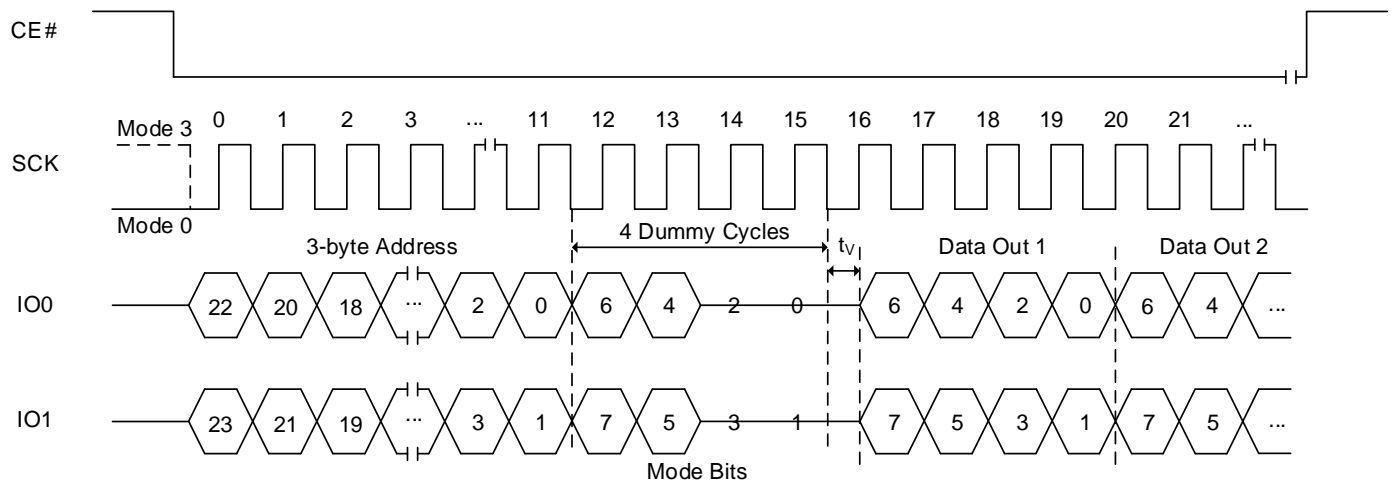 CE#
Mode 3 0 1 2 3 ... 11 12 13 14 15 16 17 18 19 20 21 ...
SCK
Mode 0
3-byte Address 4 Dummy Cycles tV Data Out 1 Data Out 2
IO0 22 20 18 ... 2 0 6 4 2 0 6 4 2 0 6 4 ...
IO1 23 21 19 ... 3 1 7 5 3 1 7 5 3 1 7 5 ...
Mode Bits